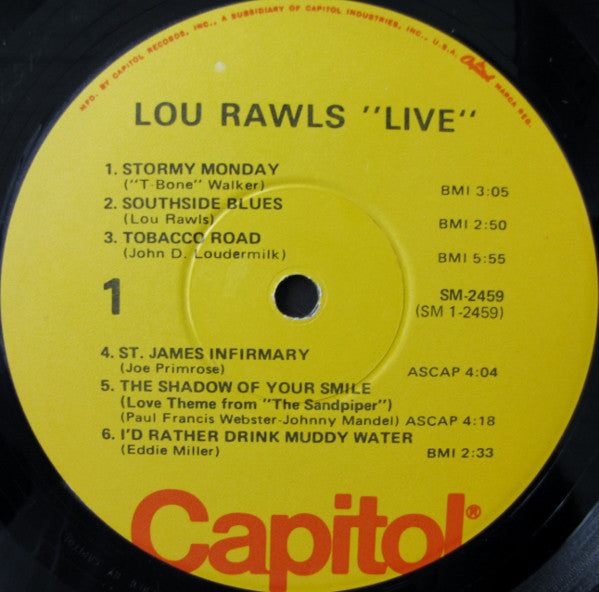 MFD. BY CAPITOL RECORDS, INC., A SUBSIDIARY OF CAPITOL INDUSTRIES, INC., U.S.A. Capitol MARCA REG.
LOU RAWLS "LIVE"
1. STORMY MONDAY
("T-Bone" Walker) BMI 3:05
2. SOUTHSIDE BLUES
(Lou Rawls) BMI 2:50
3. TOBACCO ROAD
(John D. Loudermilk) BMI 5:55
1
SM-2459
(SM 1-2459)
4. ST. JAMES INFIRMARY
(Joe Primrose) ASCAP 4:04
5. THE SHADOW OF YOUR SMILE
(Love Theme from "The Sandpiper")
(Paul Francis Webster-Johnny Mandel) ASCAP 4:18
6. I'D RATHER DRINK MUDDY WATER
(Eddie Miller) BMI 2:33
Capitol®